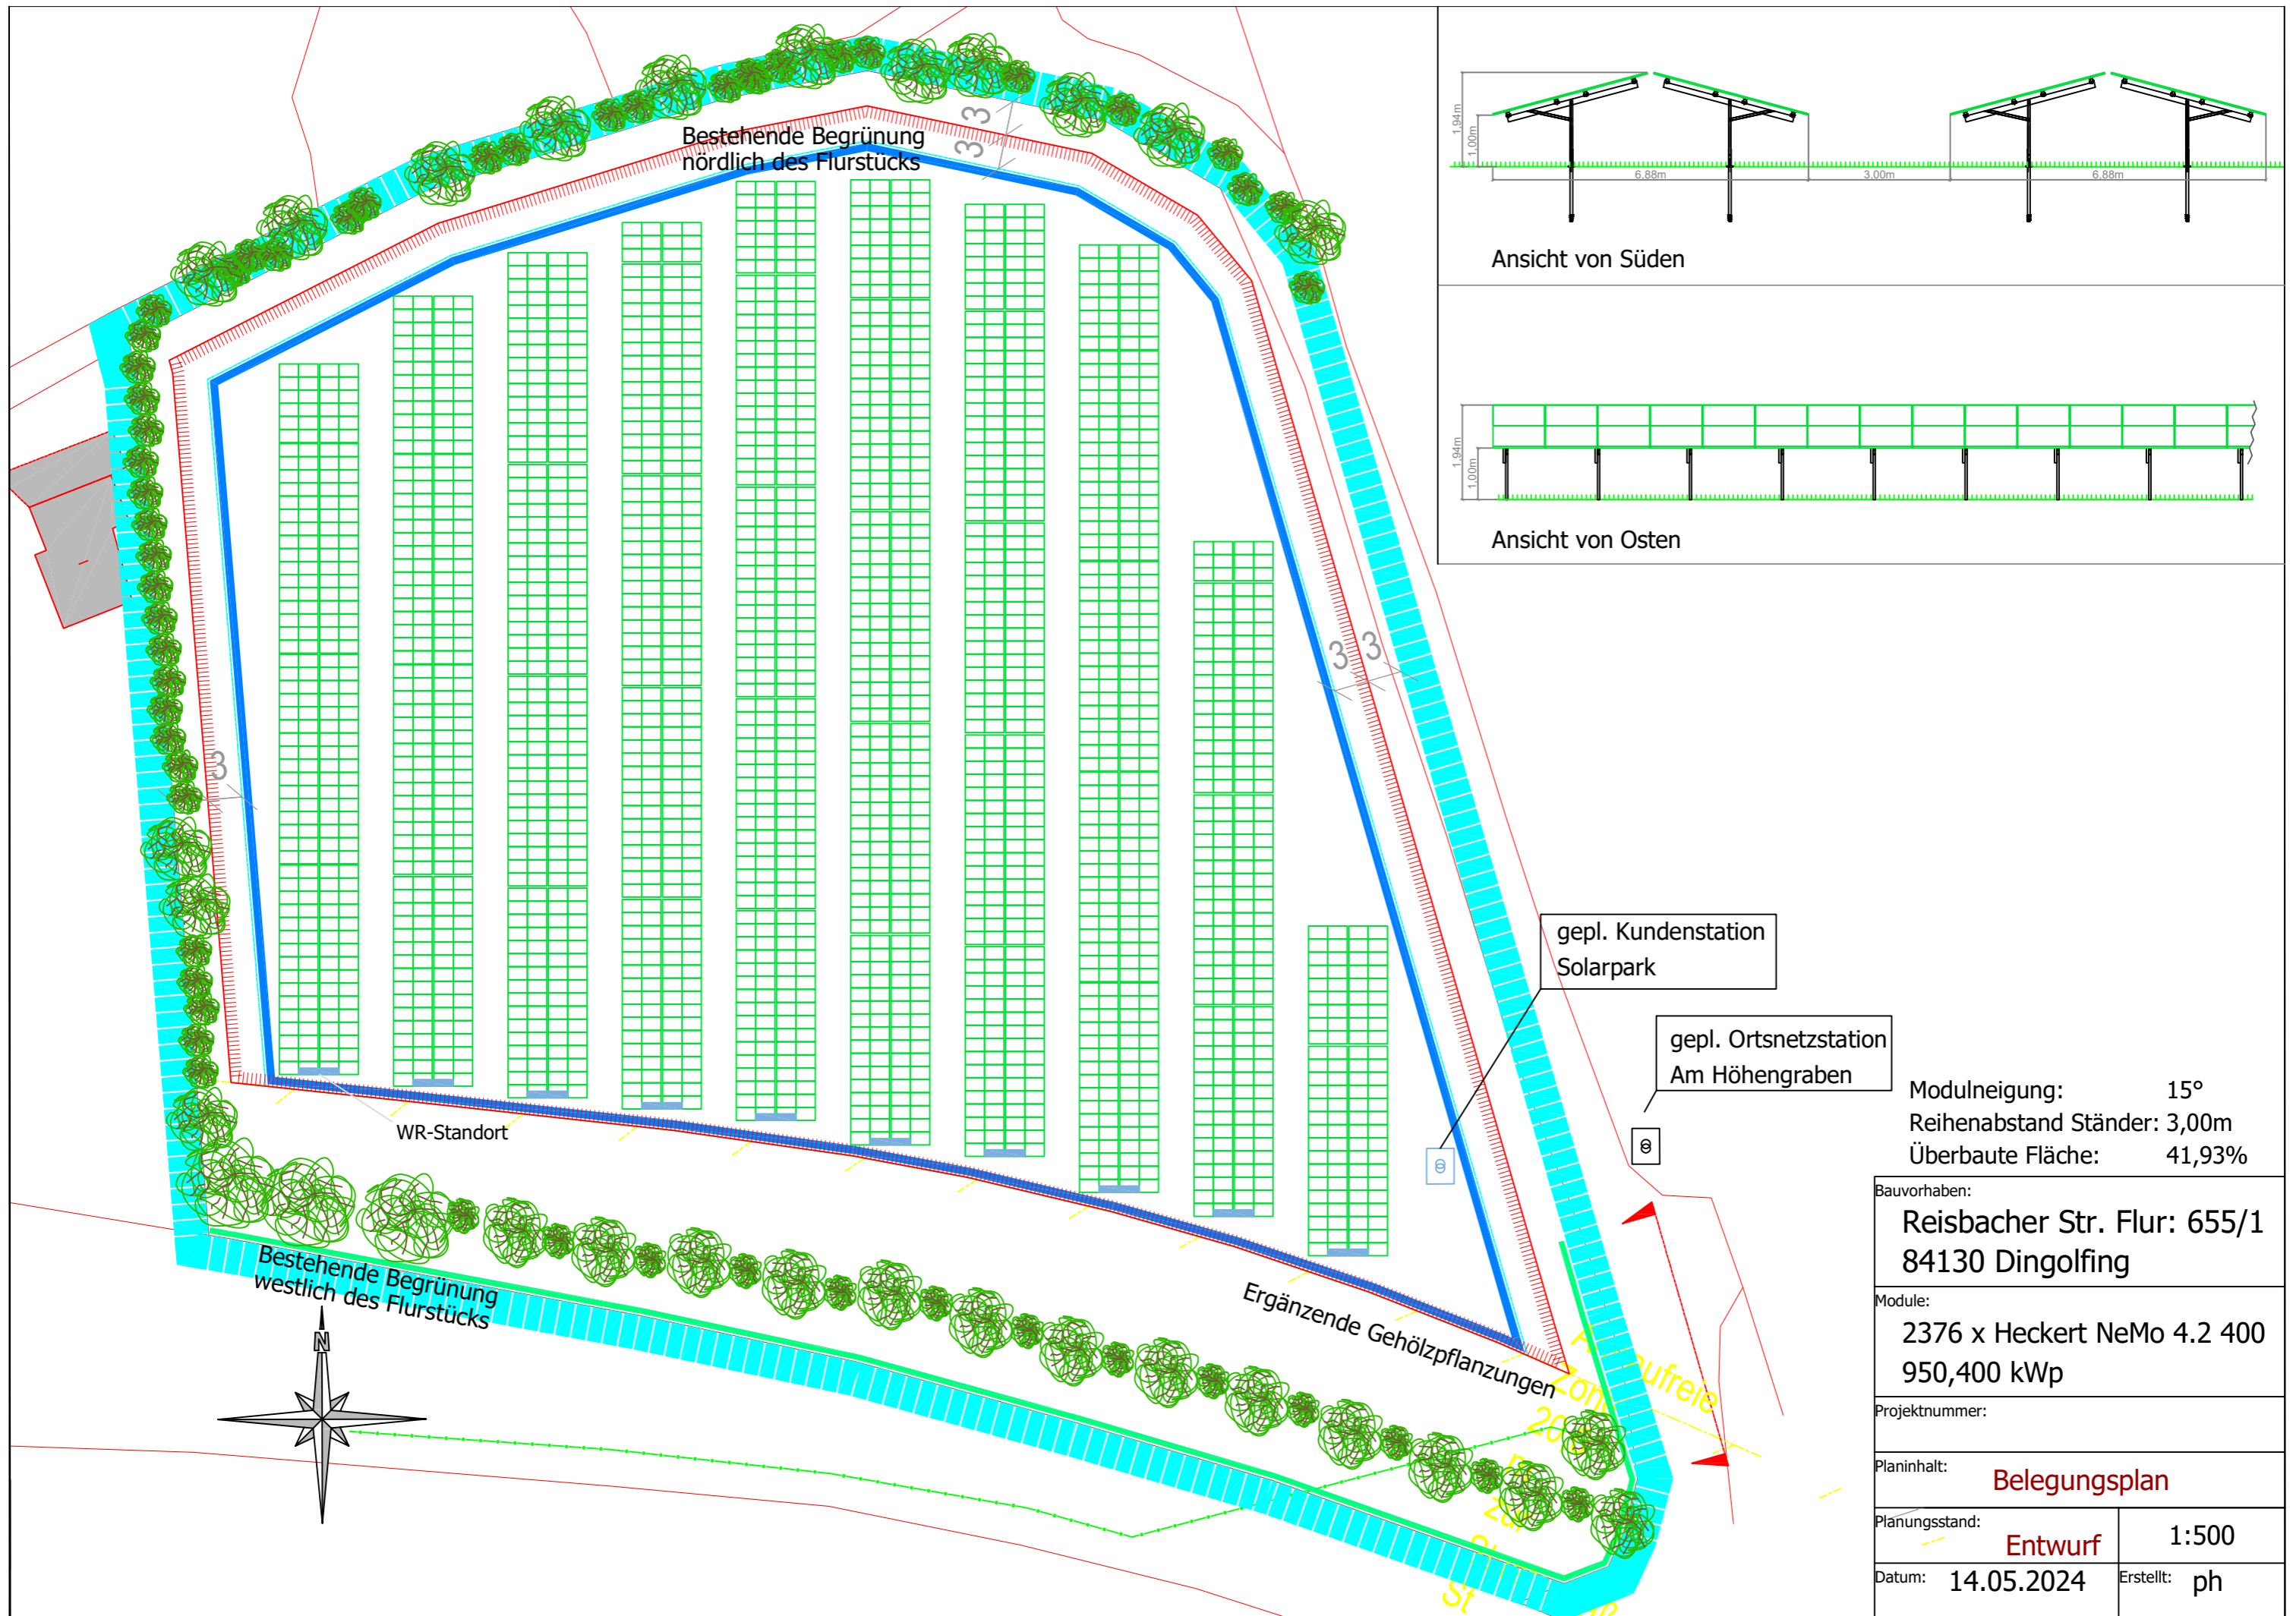 Bestehende Begrünung
nördlich des Flurstücks
3
3
1,94m
1,00m
6,88m
3,00m
6,88m
Ansicht von Süden
1,94m
1,00m
Ansicht von Osten
3
3
3
gepl. Kundenstation
Solarpark
gepl. Ortsnetzstation
Am Höhengraben
WR-Standort
Modulneigung: 15°
Reihenabstand Ständer: 3,00m
Überbaute Fläche: 41,93%
Bestehende Begrünung
westlich des Flurstücks
N
Ergänzende Gehölzpflanzungen
Bauvorhaben:
Reisbacher Str. Flur: 655/1
84130 Dingolfing
Module:
2376 x Heckert NeMo 4.2 400
950,400 kWp
Projektnummer:
Planinhalt: Belegungsplan
Planungsstand: Entwurf 1:500
Datum: 14.05.2024 Erstellt: ph